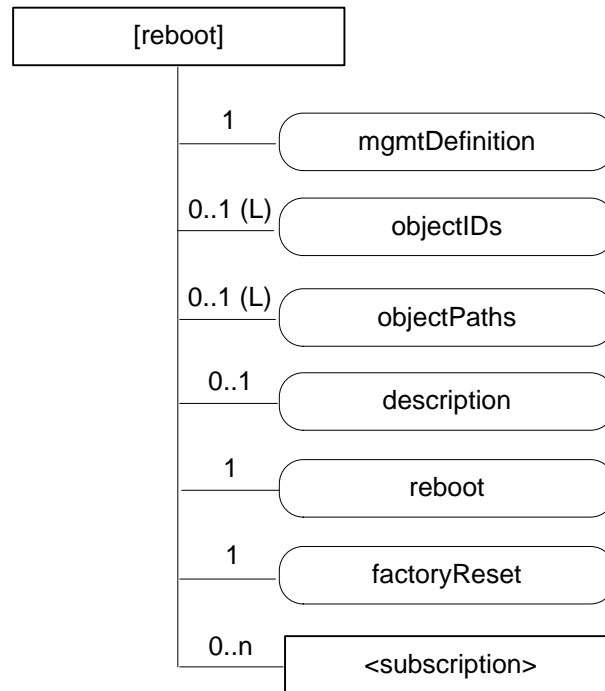 [reboot]
1
mgmtDefinition
0..1 (L)
objectIDs
0..1 (L)
objectPaths
0..1
description
1
reboot
1
factoryReset
0..n
<subscription>